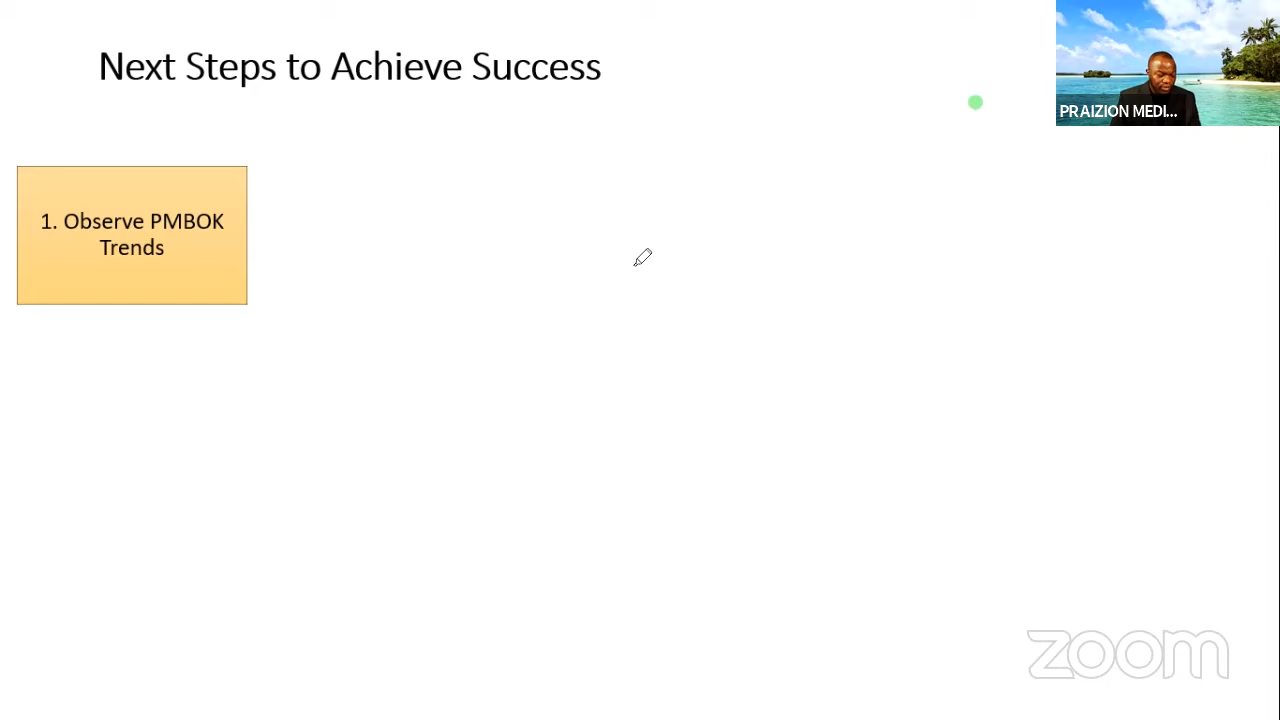 Next Steps to Achieve Success
PRAIZION MEDI...
1. Observe PMBOK
Trends
zoom